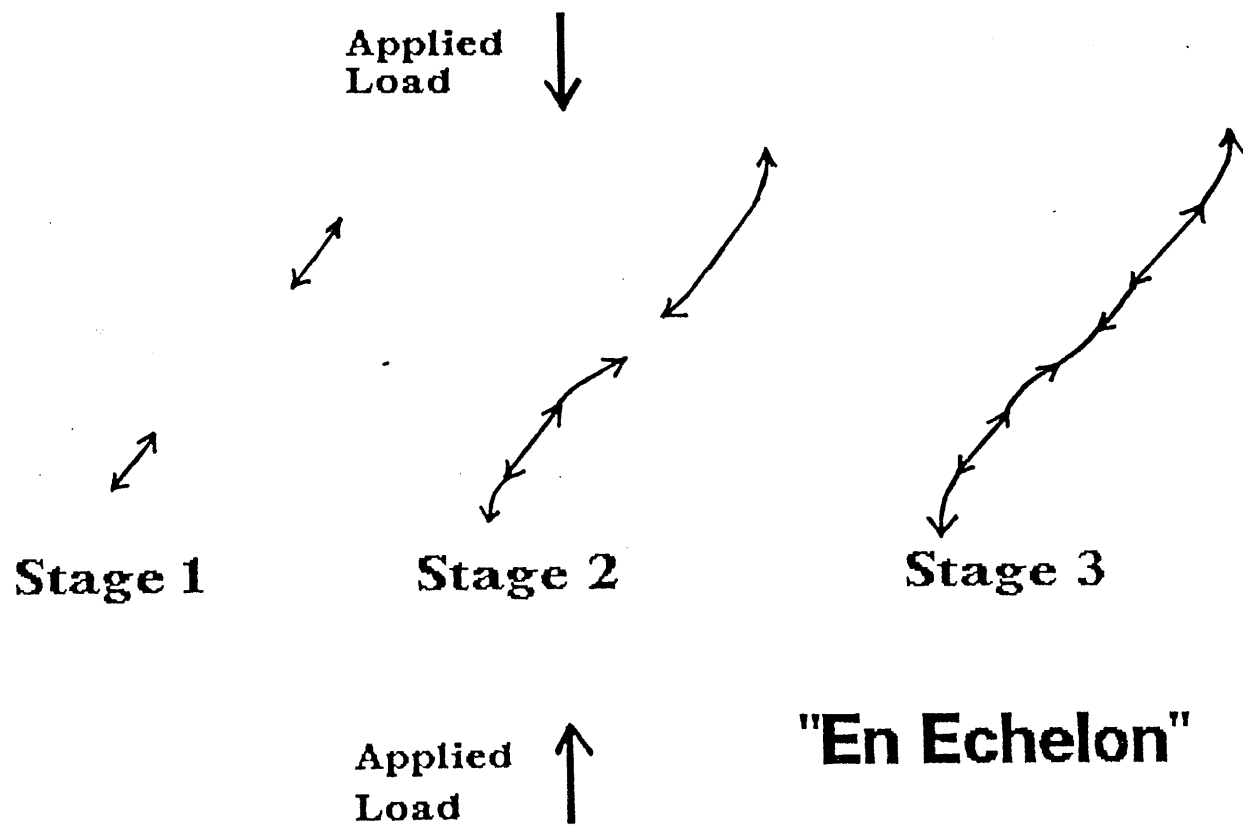 Applied
Load
Stage 1
Stage 2
Stage 3
"En Echelon"
Applied
Load